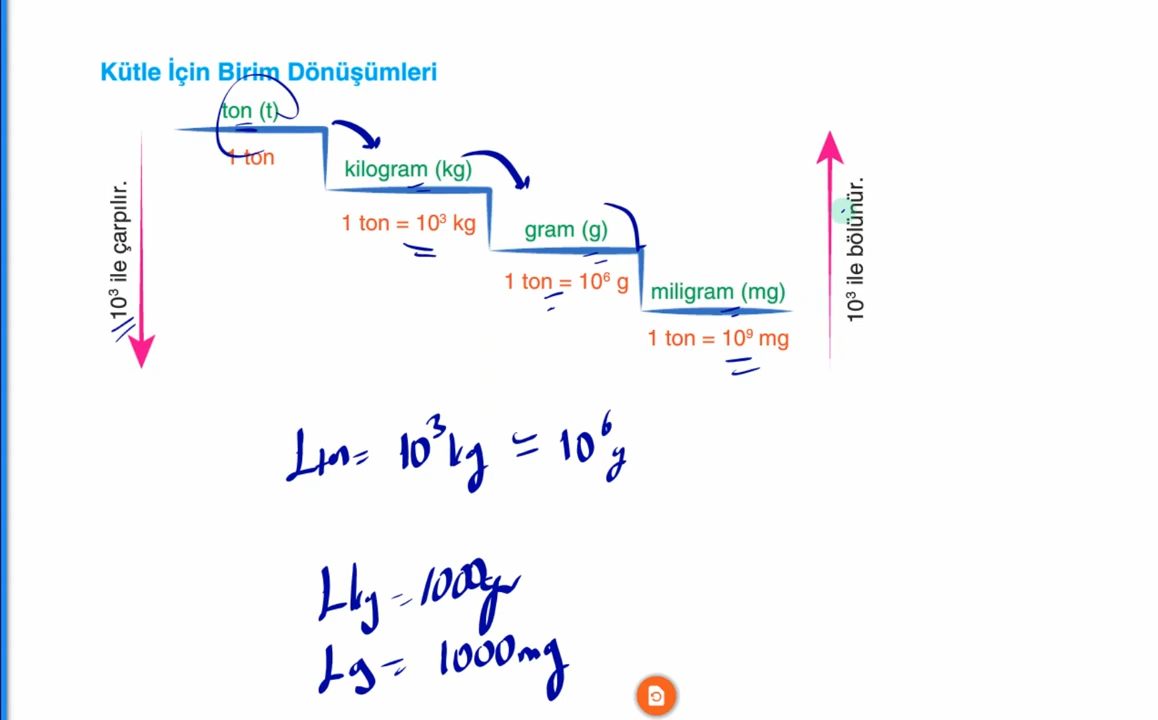 Kütle İçin Birim Dönüşümleri
ton (t)
1 ton
kilogram (kg)
1 ton = 10³ kg
gram (g)
1 ton = 10⁶ g
miligram (mg)
1 ton = 10⁹ mg
10³ ile çarpılır.
10³ ile bölünür.
1ton = 10³kg = 10⁶g
1kg = 1000gr
1g = 1000mg